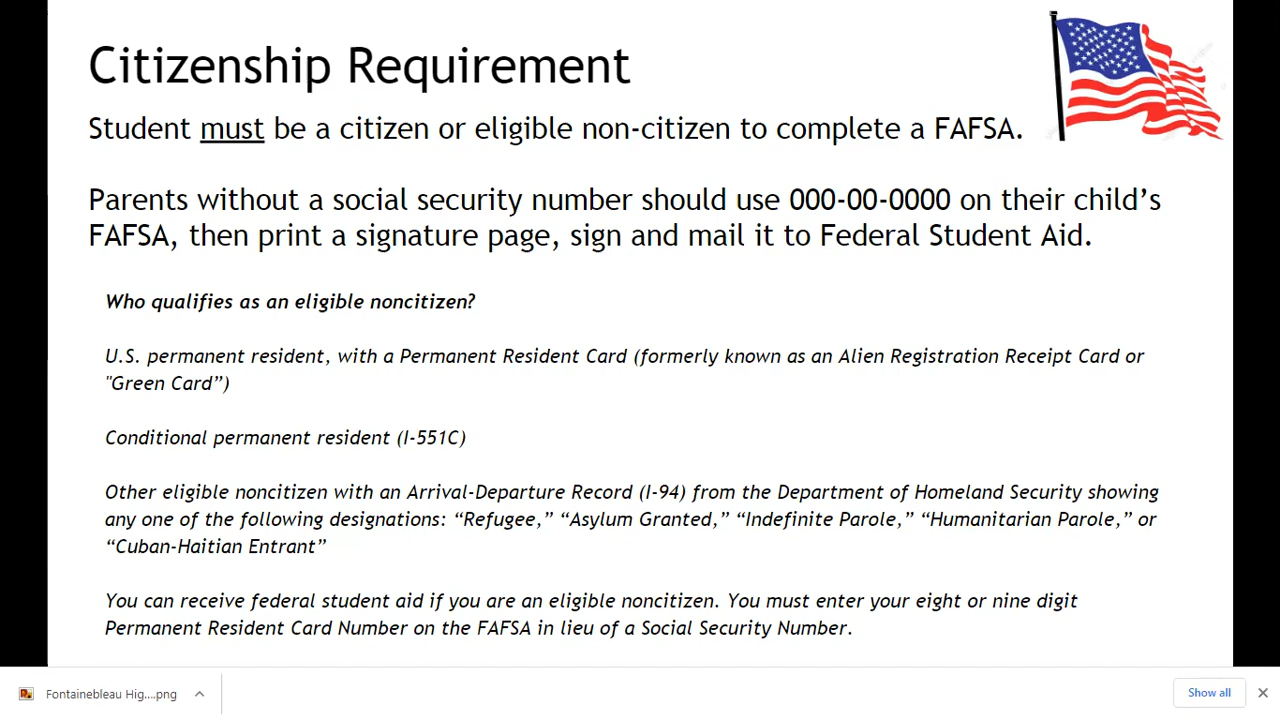 Citizenship Requirement
Student must be a citizen or eligible non-citizen to complete a FAFSA.
Parents without a social security number should use 000-00-0000 on their child’s
FAFSA, then print a signature page, sign and mail it to Federal Student Aid.
Who qualifies as an eligible noncitizen?
U.S. permanent resident, with a Permanent Resident Card (formerly known as an Alien Registration Receipt Card or
"Green Card”)
Conditional permanent resident (I-551C)
Other eligible noncitizen with an Arrival-Departure Record (I-94) from the Department of Homeland Security showing
any one of the following designations: “Refugee,” “Asylum Granted,” “Indefinite Parole,” “Humanitarian Parole,” or
“Cuban-Haitian Entrant”
You can receive federal student aid if you are an eligible noncitizen. You must enter your eight or nine digit
Permanent Resident Card Number on the FAFSA in lieu of a Social Security Number.
Fontainebleau Hig....png
Show all